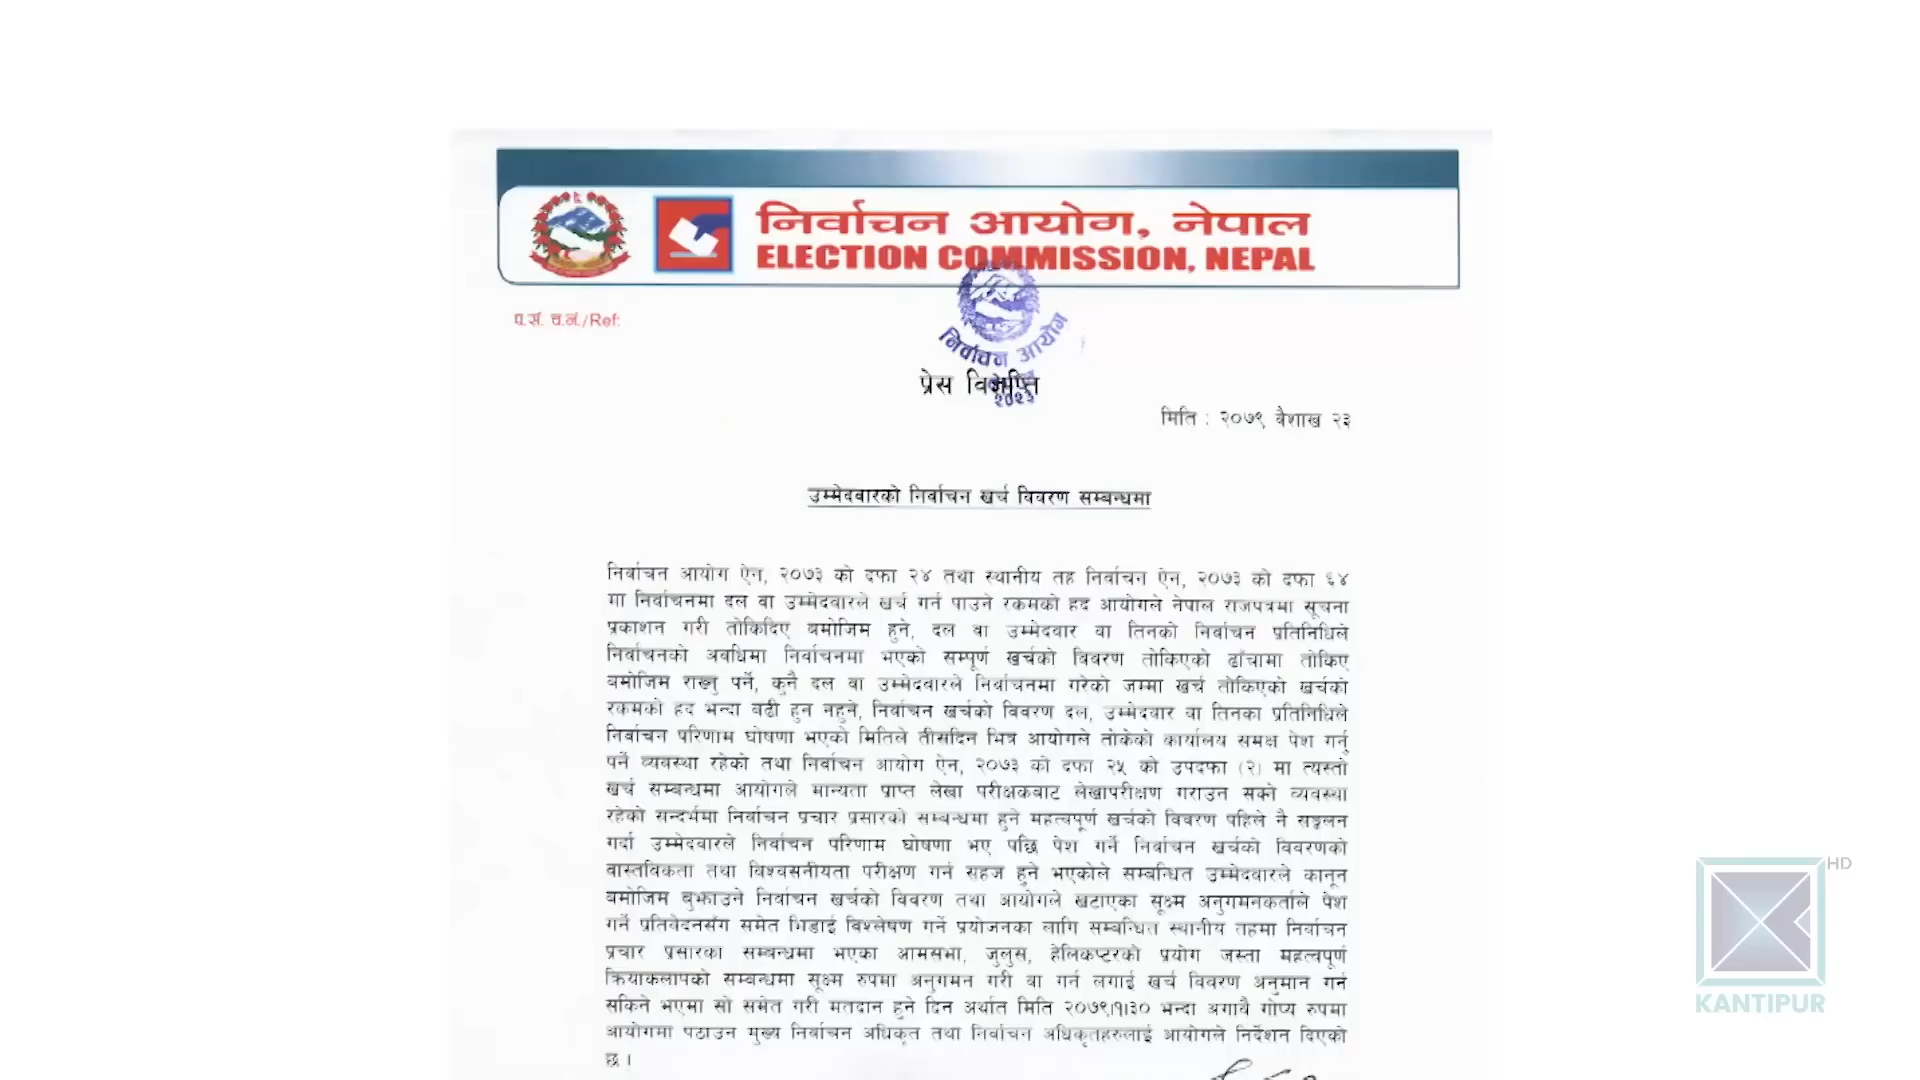 निर्वाचन आयोग, नेपाल
ELECTION COMMISSION, NEPAL
प.सं. च.नं./Ref:
निर्वाचन आयोग
२०२३
प्रेस विज्ञप्ति
मिति : २०७९ वैशाख २३
उम्मेदवारको निर्वाचन खर्च विवरण सम्बन्धमा
निर्वाचन आयोग ऐन, २०७३ को दफा २४ तथा स्थानीय तह निर्वाचन ऐन, २०७३ को दफा ६४
मा निर्वाचनमा दल वा उम्मेदवारले खर्च गर्न पाउने रकमको हद आयोगले नेपाल राजपत्रमा सूचना
प्रकाशन गरी तोकिदिए बमोजिम हुने, दल वा उम्मेदवार वा तिनको निर्वाचन प्रतिनिधिले
निर्वाचनको अवधिमा निर्वाचनमा भएको सम्पूर्ण खर्चको विवरण तोकिएको ढाँचामा तोकिए
बमोजिम राख्नु पर्ने, कुनै दल वा उम्मेदवारले निर्वाचनमा गरेको जम्मा खर्च तोकिएको खर्चको
रकमको हद भन्दा बढी हुन नहुने, निर्वाचन खर्चको विवरण दल, उम्मेदवार वा तिनका प्रतिनिधिले
निर्वाचन परिणाम घोषणा भएको मितिले तीसदिन भित्र आयोगले तोकेको कार्यालय समक्ष पेश गर्नु
पर्ने व्यवस्था रहेको तथा निर्वाचन आयोग ऐन, २०७३ को दफा २५ को उपदफा (२) मा त्यस्तो
खर्च सम्बन्धमा आयोगले मान्यता प्राप्त लेखा परीक्षकबाट लेखापरीक्षण गराउन सक्ने व्यवस्था
रहेको सन्दर्भमा निर्वाचन प्रचार प्रसारको सम्बन्धमा हुने महत्वपूर्ण खर्चको विवरण पहिले नै सङ्कलन
गर्दा उम्मेदवारले निर्वाचन परिणाम घोषणा भए पछि पेश गर्ने निर्वाचन खर्चको विवरणको
वास्तविकता तथा विश्वसनीयता परीक्षण गर्न सहज हुने भएकोले सम्बन्धित उम्मेदवारले कानून
बमोजिम बुझाउने निर्वाचन खर्चको विवरण तथा आयोगले खटाएका सूक्ष्म अनुगमनकर्ताले पेश
गर्ने प्रतिवेदनसँग समेत भिडाई विश्लेषण गर्ने प्रयोजनका लागि सम्बन्धित स्थानीय तहमा निर्वाचन
प्रचार प्रसारका सम्बन्धमा भएका आमसभा, जुलुस, हेलिकप्टरको प्रयोग जस्ता महत्वपूर्ण
क्रियाकलापको सम्बन्धमा सूक्ष्म रुपमा अनुगमन गरी वा गर्न लगाई खर्च विवरण अनुमान गर्न
सकिने भएमा सो समेत गरी मतदान हुने दिन अर्थात मिति २०७९।१।३० भन्दा अगावै गोप्य रुपमा
आयोगमा पठाउन मुख्य निर्वाचन अधिकृत तथा निर्वाचन अधिकृतहरुलाई आयोगले निर्देशन दिएको
छ ।
HD
KANTIPUR